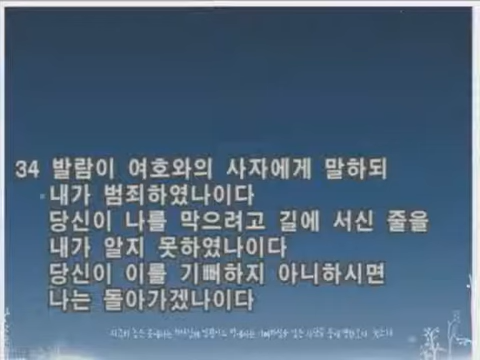 34 발람이 여호와의 사자에게 말하되
내가 범죄하였나이다
당신이 나를 막으려고 길에 서신 줄을
내가 알지 못하였나이다
당신이 이를 기뻐하지 아니하시면
나는 돌아가겠나이다